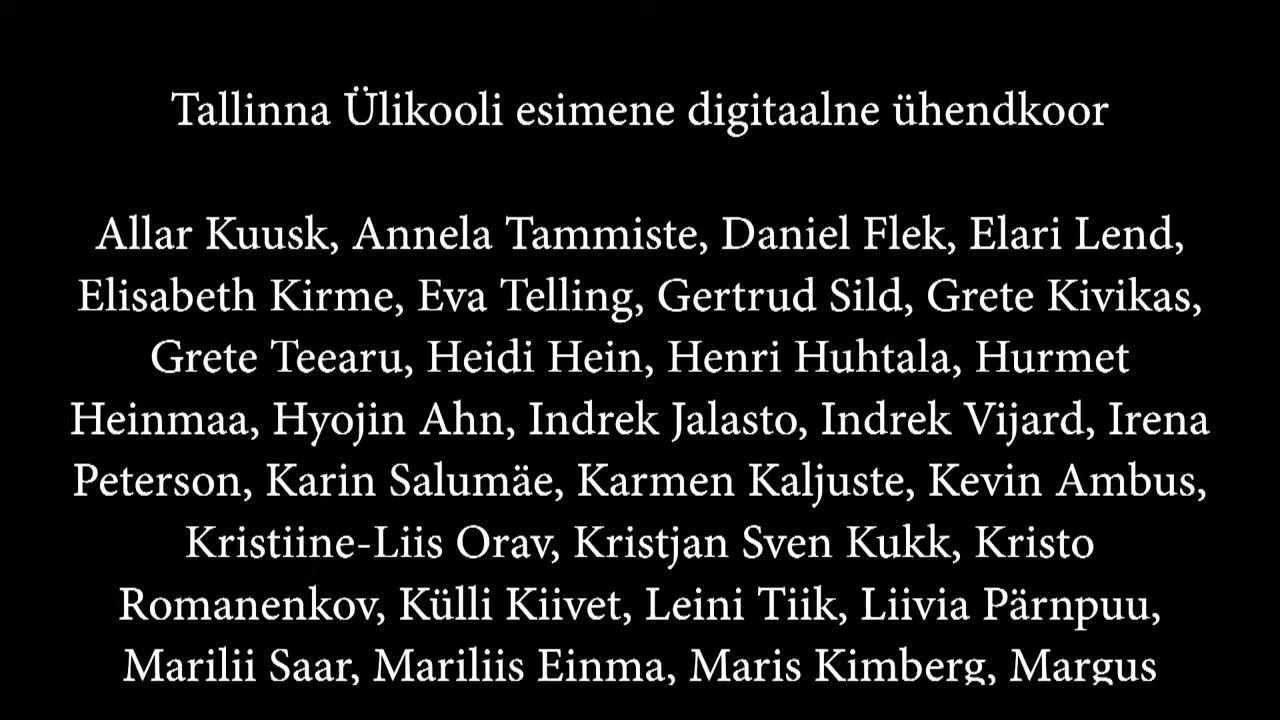 Tallinna Ülikooli esimene digitaalne ühendkoor
Allar Kuusk, Annela Tammiste, Daniel Flek, Elari Lend,
Elisabeth Kirme, Eva Telling, Gertrud Sild, Grete Kivikas,
Grete Teearu, Heidi Hein, Henri Huhtala, Hurmet
Heinmaa, Hyojin Ahn, Indrek Jalasto, Indrek Vijard, Irena
Peterson, Karin Salumäe, Karmen Kaljuste, Kevin Ambus,
Kristiine-Liis Orav, Kristjan Sven Kukk, Kristo
Romanenkov, Külli Kiivet, Leini Tiik, Liivia Pärnpuu,
Marilii Saar, Mariliis Einma, Maris Kimberg, Margus